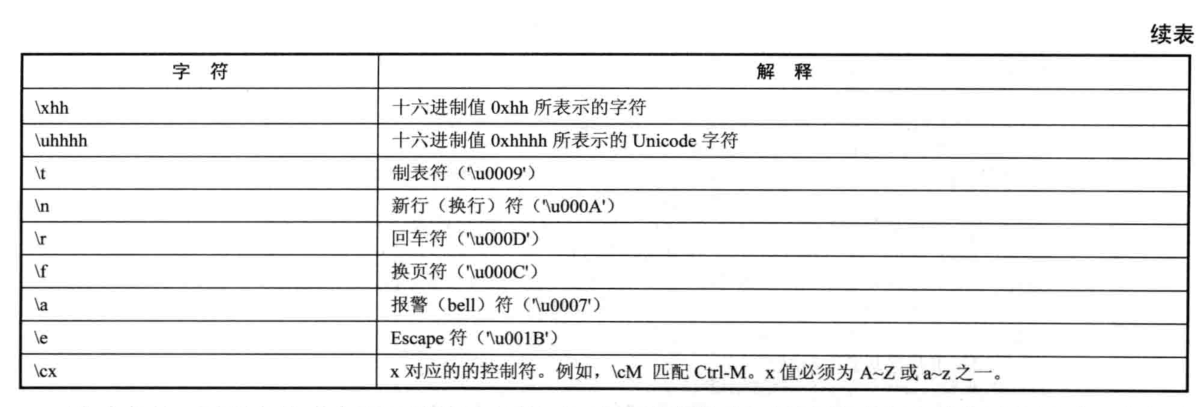 续表
字 符 解 释
\xhh 十六进制值 0xhh 所表示的字符
\uhhhh 十六进制值 0xhhhh 所表示的 Unicode 字符
\t 制表符（'\u0009'）
\n 新行（换行）符（'\u000A'）
\r 回车符（'\u000D'）
\f 换页符（'\u000C'）
\a 报警（bell）符（'\u0007'）
\e Escape 符（'\u001B'）
\cx x 对应的的控制符。例如，\cM 匹配 Ctrl-M。x 值必须为 A~Z 或 a~z 之一。